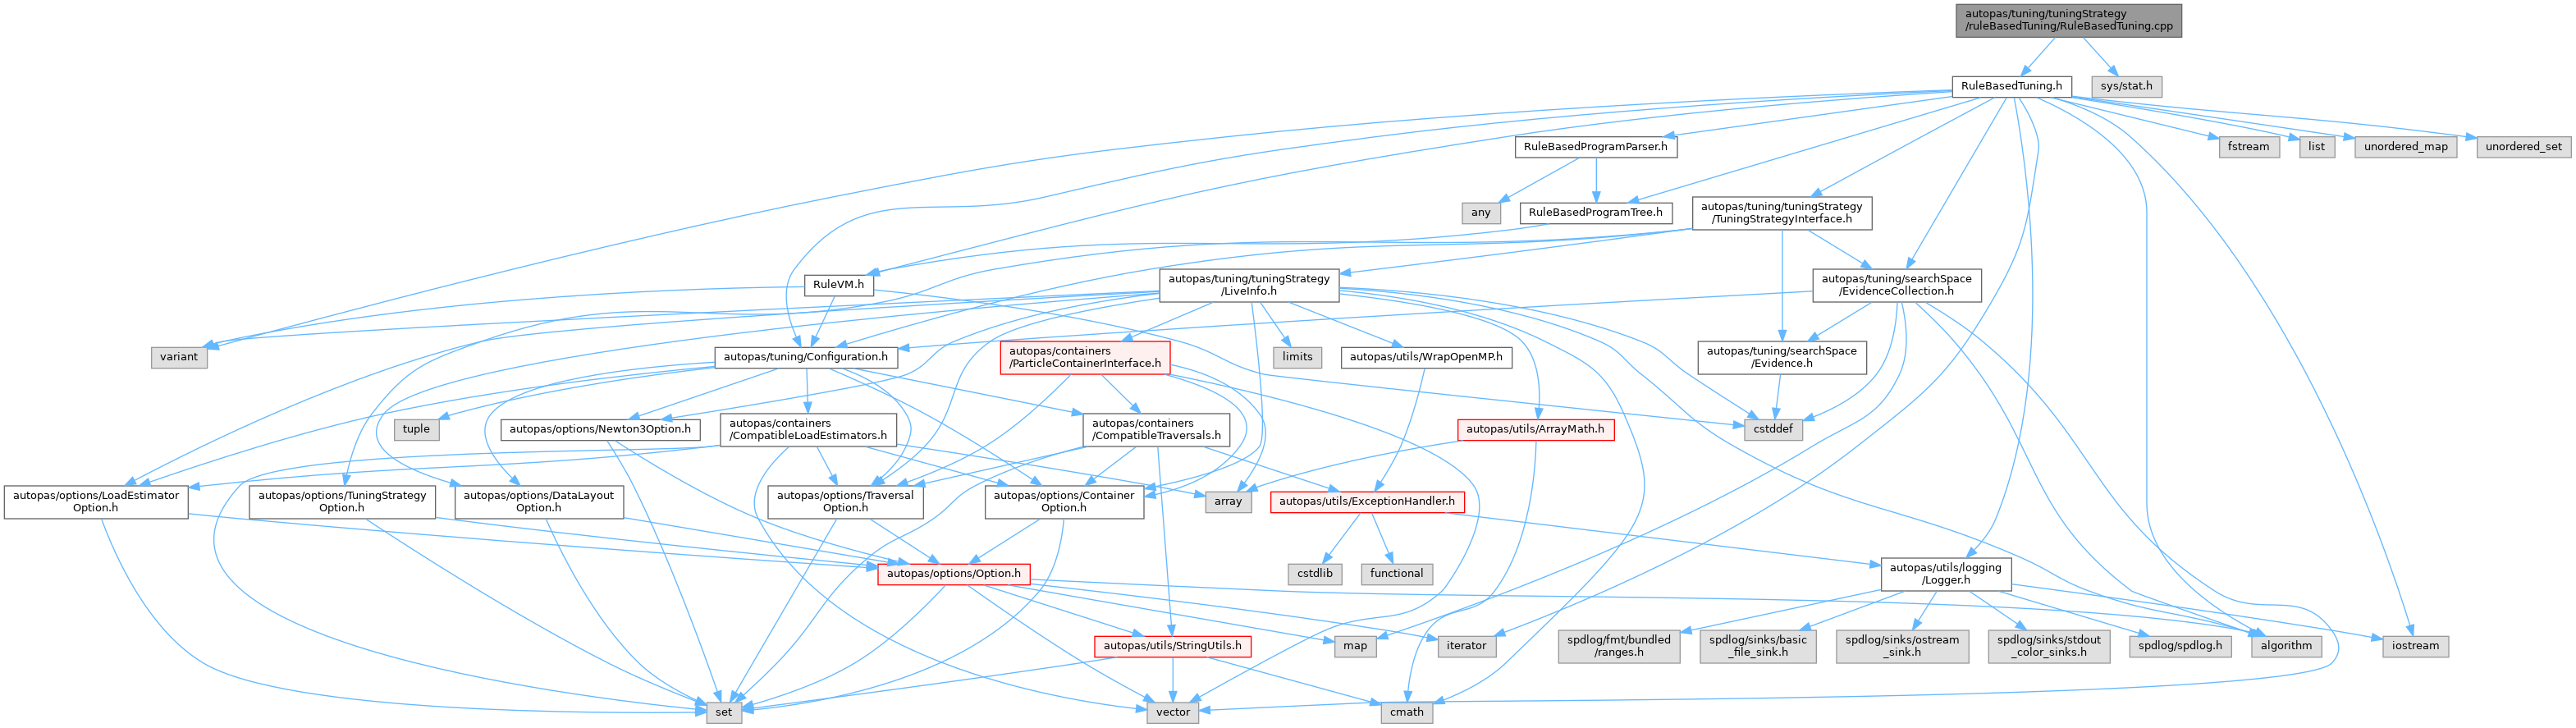 autopas/tuning/tuningStrategy
/ruleBasedTuning/RuleBasedTuning.cpp
RuleBasedTuning.h
sys/stat.h
RuleBasedProgramParser.h
fstream
list
unordered_map
unordered_set
any
RuleBasedProgramTree.h
autopas/tuning/tuningStrategy
/TuningStrategyInterface.h
RuleVM.h
autopas/tuning/tuningStrategy
/LiveInfo.h
autopas/tuning/searchSpace
/EvidenceCollection.h
variant
autopas/tuning/Configuration.h
autopas/containers
/ParticleContainerInterface.h
limits
autopas/utils/WrapOpenMP.h
autopas/tuning/searchSpace
/Evidence.h
tuple
autopas/options/Newton3Option.h
autopas/containers
/CompatibleLoadEstimators.h
autopas/containers
/CompatibleTraversals.h
autopas/utils/ArrayMath.h
cstddef
autopas/options/LoadEstimator
Option.h
autopas/options/TuningStrategy
Option.h
autopas/options/DataLayout
Option.h
autopas/options/Traversal
Option.h
autopas/options/Container
Option.h
array
autopas/utils/ExceptionHandler.h
autopas/options/Option.h
cstdlib
functional
autopas/utils/logging
/Logger.h
autopas/utils/StringUtils.h
map
iterator
spdlog/fmt/bundled
/ranges.h
spdlog/sinks/basic
_file_sink.h
spdlog/sinks/ostream
_sink.h
spdlog/sinks/stdout
_color_sinks.h
spdlog/spdlog.h
algorithm
iostream
set
vector
cmath